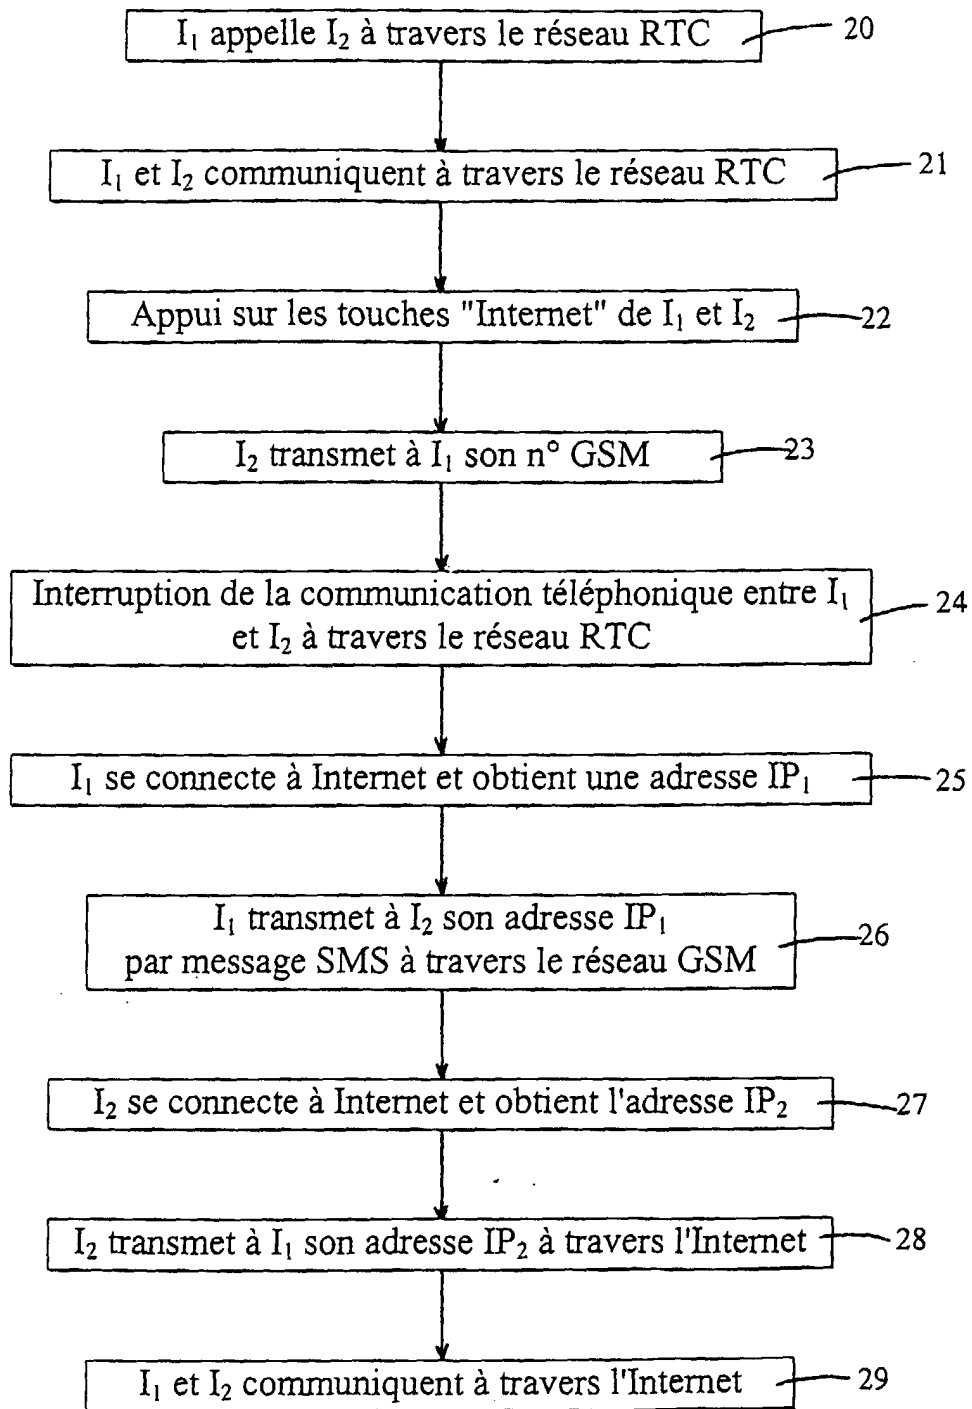 I₁ appelle I₂ à travers le réseau RTC
20
I₁ et I₂ communiquent à travers le réseau RTC
21
Appui sur les touches "Internet" de I₁ et I₂
22
I₂ transmet à I₁ son n° GSM
23
Interruption de la communication téléphonique entre I₁
et I₂ à travers le réseau RTC
24
I₁ se connecte à Internet et obtient une adresse IP₁
25
I₁ transmet à I₂ son adresse IP₁
par message SMS à travers le réseau GSM
26
I₂ se connecte à Internet et obtient l'adresse IP₂
27
I₂ transmet à I₁ son adresse IP₂ à travers l'Internet
28
I₁ et I₂ communiquent à travers l'Internet
29